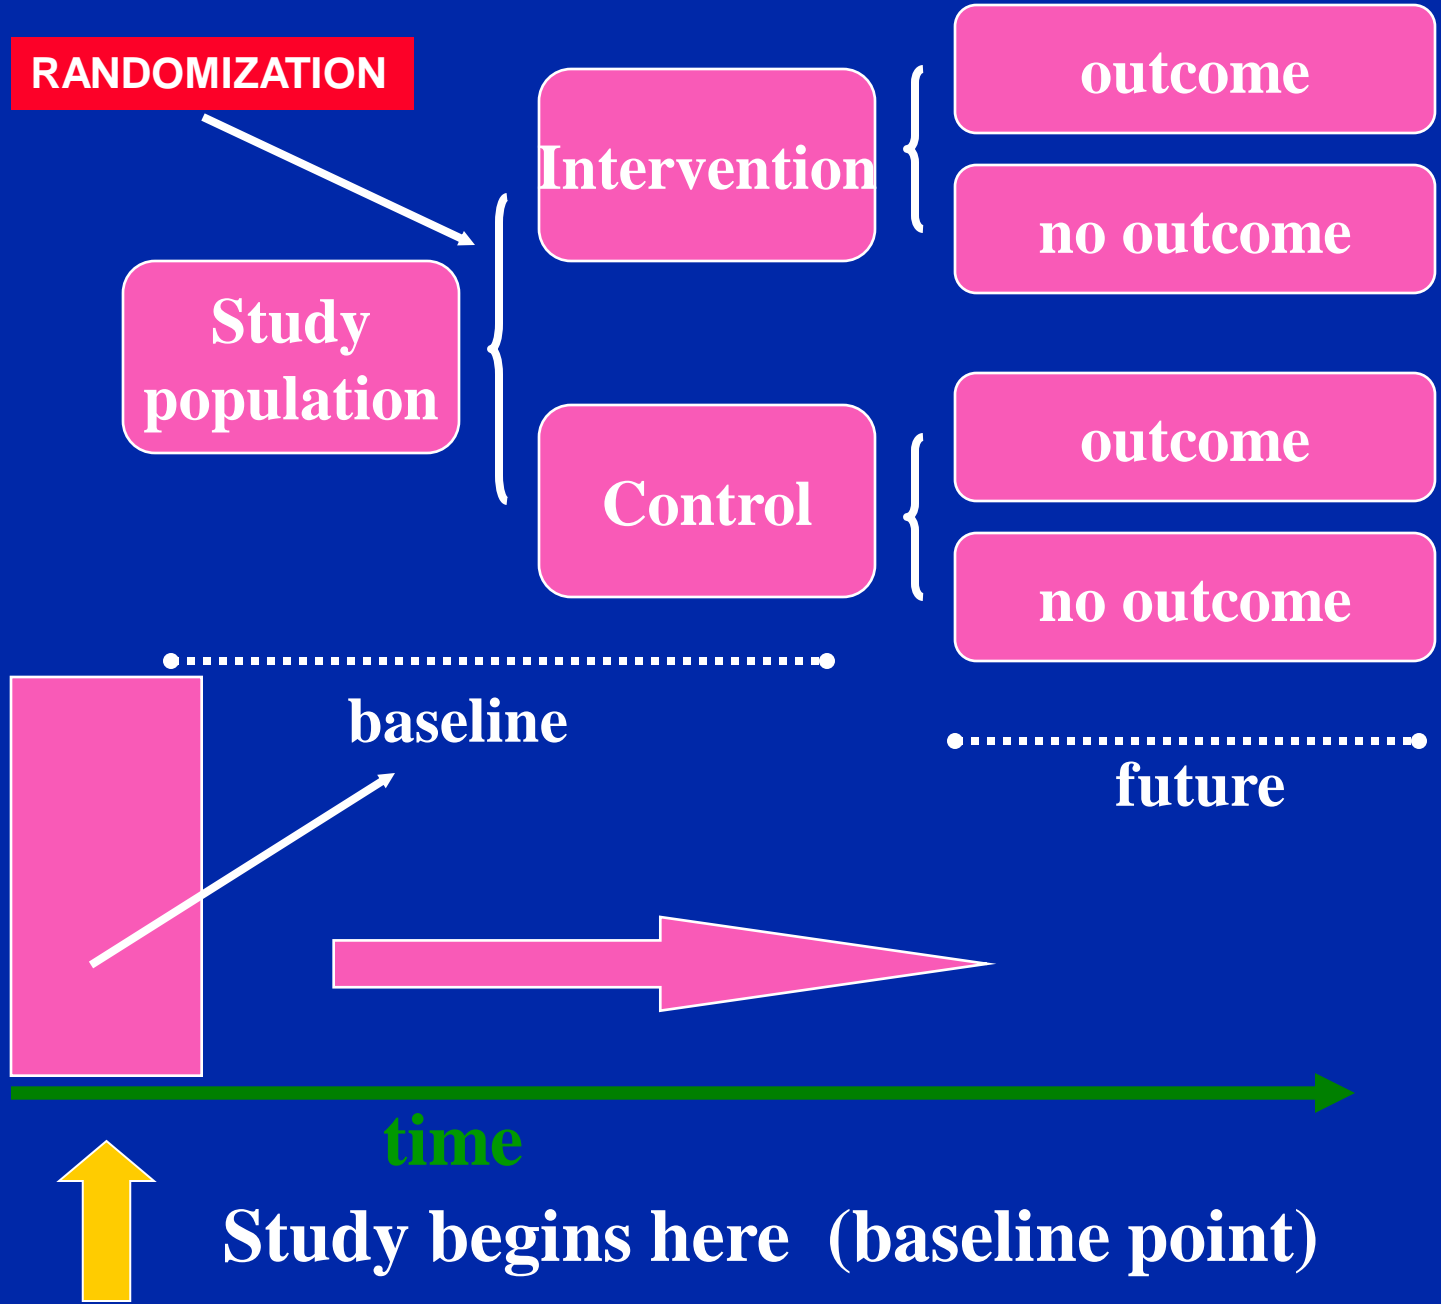 RANDOMIZATION
outcome
Intervention
no outcome
Study
population
outcome
Control
no outcome
baseline
future
time
Study begins here (baseline point)